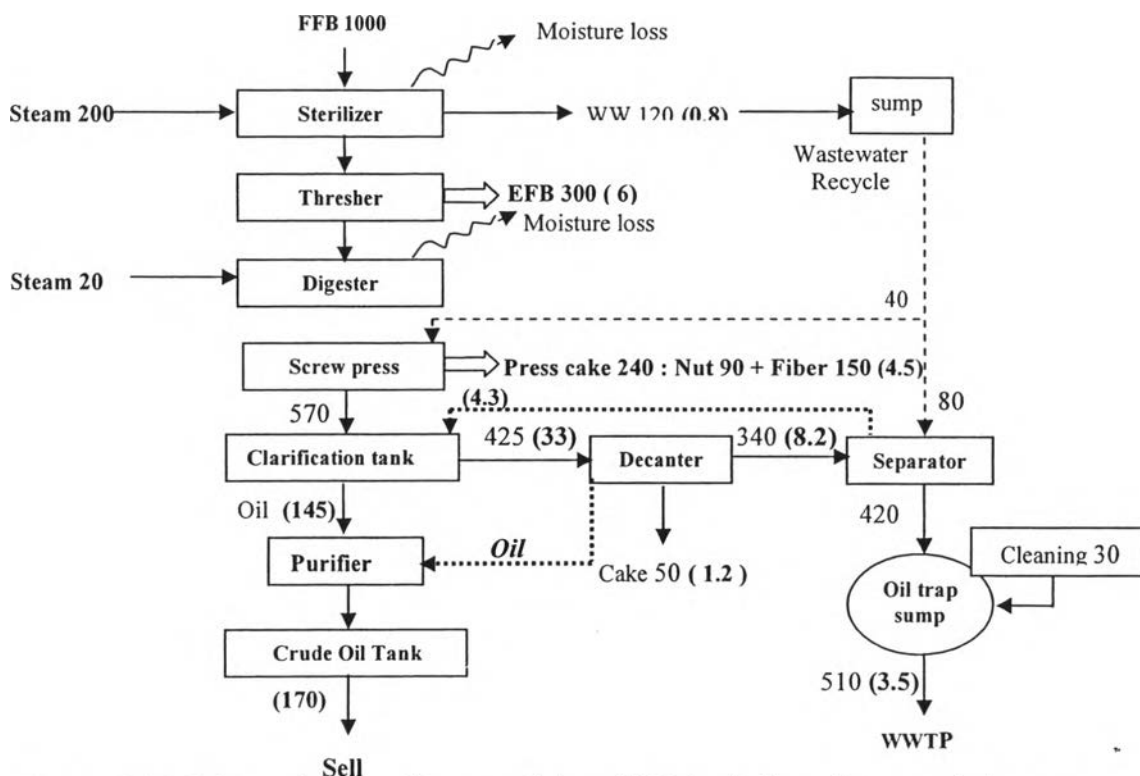 FFB 1000
Moisture loss
Steam 200
Sterilizer
WW 120 (0.8)
sump
Wastewater
Recycle
Thresher
EFB 300 ( 6)
Moisture loss
Steam 20
Digester
40
Screw press
Press cake 240 : Nut 90 + Fiber 150 (4.5)
(4.3)
570
80
Clarification tank
425 (33)
Decanter
340 (8.2)
Separator
Oil (145)
420
Purifier
Oil
Cake 50 ( 1.2 )
Cleaning 30
Oil trap
sump
Crude Oil Tank
(170)
510 (3.5)
WWTP
Sell